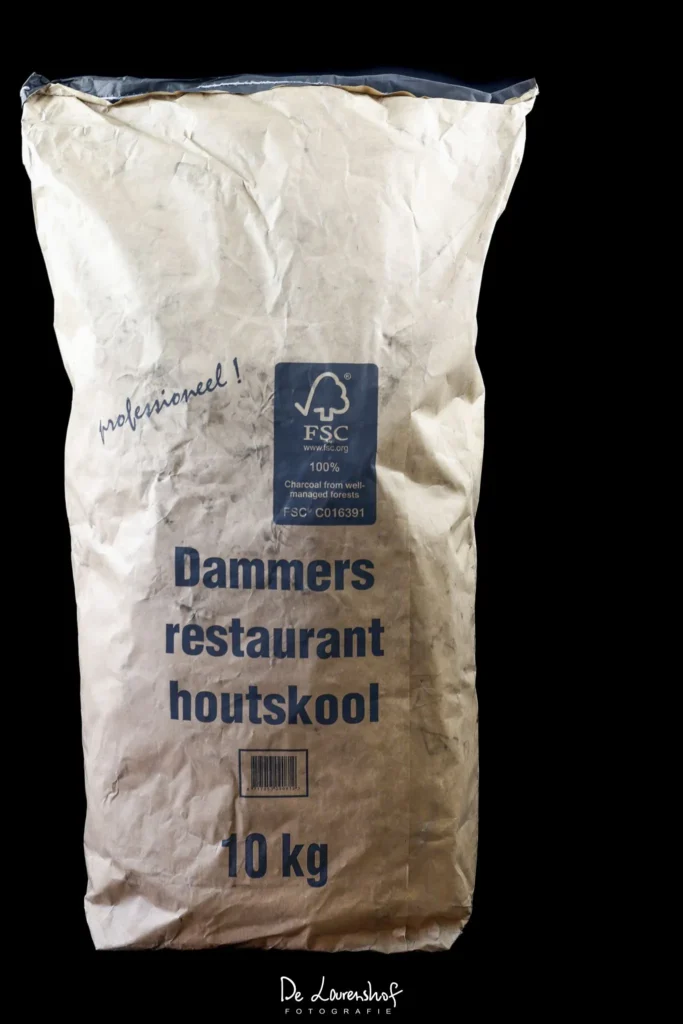 professioneel !
FSC®
www.fsc.org
100%
Charcoal from well-
managed forests
FSC® C016391
Dammers
restaurant
houtskool
10 kg
De Lourenshof
FOTOGRAFIE